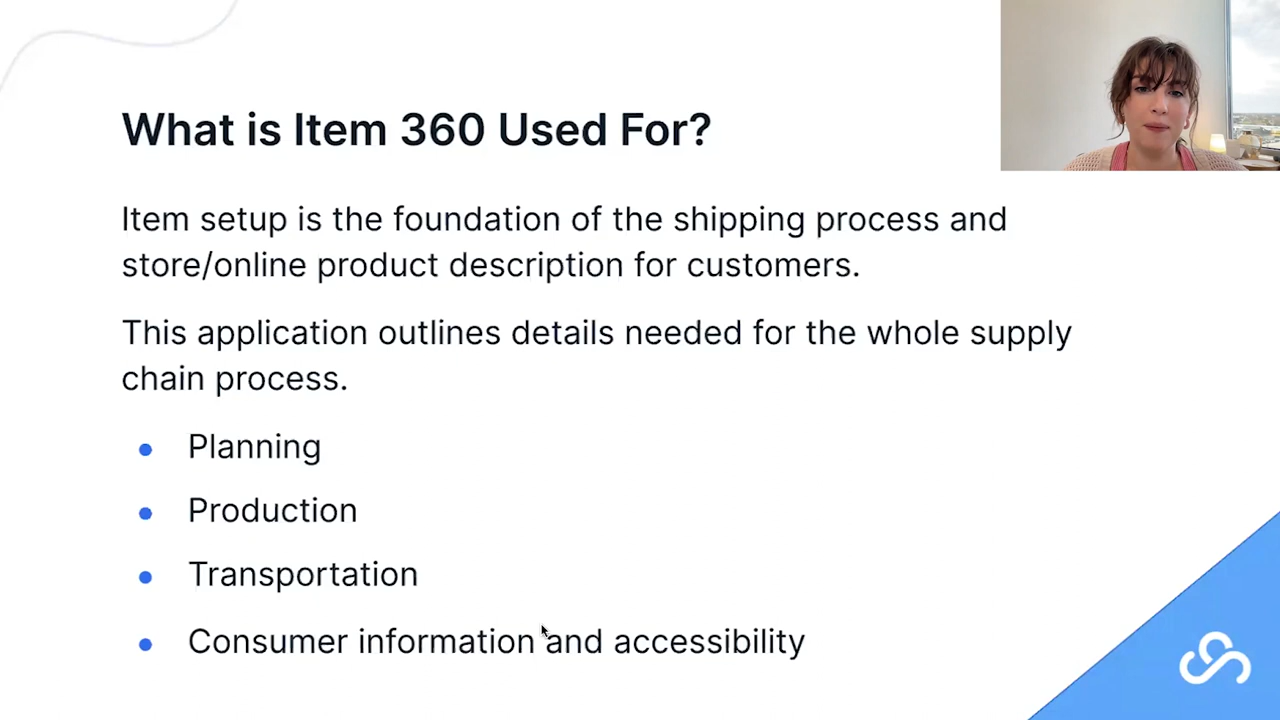 What is Item 360 Used For?
Item setup is the foundation of the shipping process and
store/online product description for customers.
This application outlines details needed for the whole supply
chain process.
Planning
Production
Transportation
Consumer information and accessibility